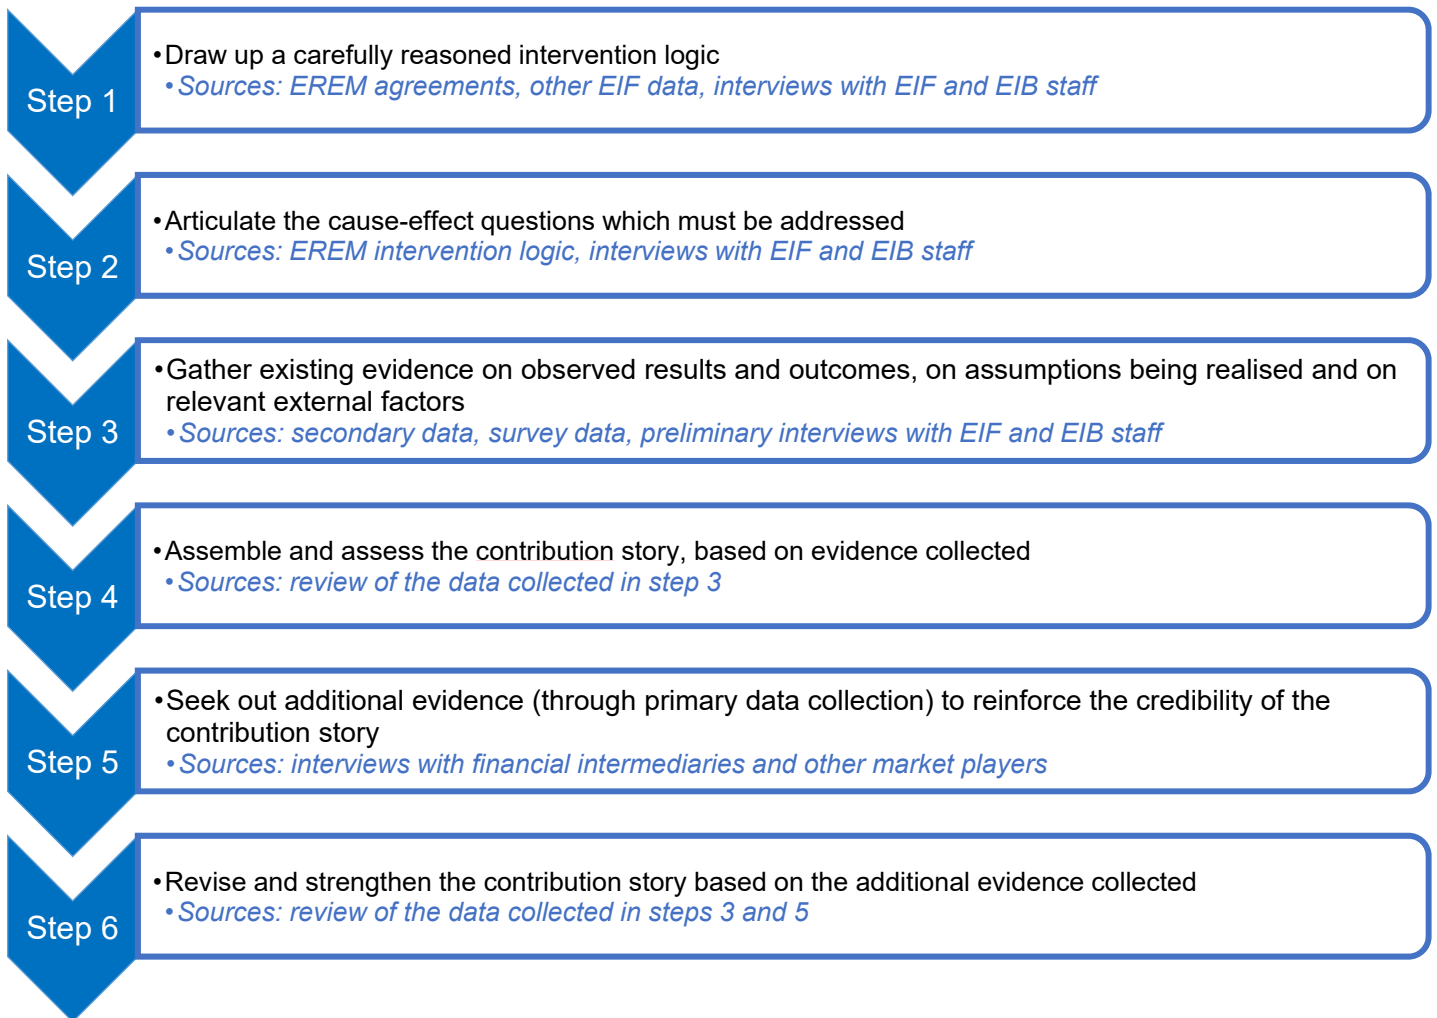 Step 1
•Draw up a carefully reasoned intervention logic
•Sources: EREM agreements, other EIF data, interviews with EIF and EIB staff
Step 2
•Articulate the cause-effect questions which must be addressed
•Sources: EREM intervention logic, interviews with EIF and EIB staff
Step 3
•Gather existing evidence on observed results and outcomes, on assumptions being realised and on
relevant external factors
•Sources: secondary data, survey data, preliminary interviews with EIF and EIB staff
Step 4
•Assemble and assess the contribution story, based on evidence collected
•Sources: review of the data collected in step 3
Step 5
•Seek out additional evidence (through primary data collection) to reinforce the credibility of the
contribution story
•Sources: interviews with financial intermediaries and other market players
Step 6
•Revise and strengthen the contribution story based on the additional evidence collected
•Sources: review of the data collected in steps 3 and 5